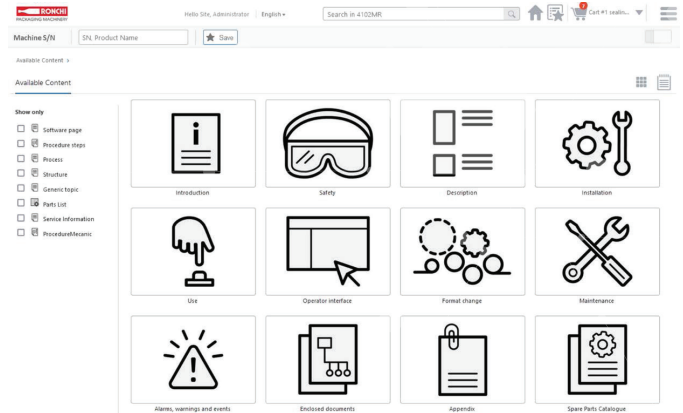 RONCHI
PACKAGING MACHINERY
Hello Site, Administrator English
Search in 4102MR
7
Cart #1 sealin...
Machine S/N
SN, Product Name
Save
Available Content ›
Available Content
Show only
Software page
Procedure steps
Process
Structure
Generic topic
Parts List
Service Information
ProcedureMecanic
Introduction
Safety
Description
Installation
Use
Operator interface
Format change
Maintenance
Alarms, warnings and events
Enclosed documents
Appendix
Spare Parts Catalogue